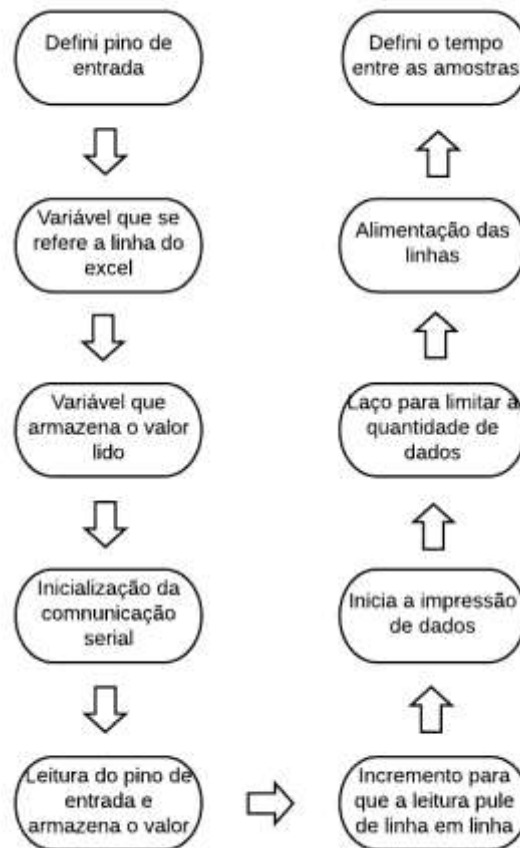 Defini pino de
entrada
Variável que se
refere a linha do
excel
Variável que
armazena o valor
lido
Inicialização da
comnunicação
serial
Leitura do pino de
entrada e
armazena o valor
Incremento para
que a leitura pule
de linha em linha
Inicia a impressão
de dados
Laço para limitar a
quantidade de
dados
Alimentação das
linhas
Defini o tempo
entre as amostras